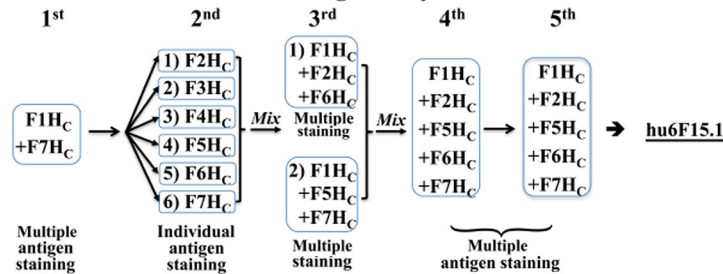 1st 2nd 3rd 4th 5th
F1HC
+F7HC
Multiple
antigen
staining
1) F2HC
2) F3HC
3) F4HC
4) F5HC
5) F6HC
6) F7HC
Individual
antigen
staining
Mix
1) F1HC
+F2HC
+F6HC
Multiple
staining
2) F1HC
+F5HC
+F7HC
Multiple
staining
Mix
F1HC
+F2HC
+F5HC
+F6HC
+F7HC
F1HC
+F2HC
+F5HC
+F6HC
+F7HC
Multiple
antigen staining
hu6F15.1